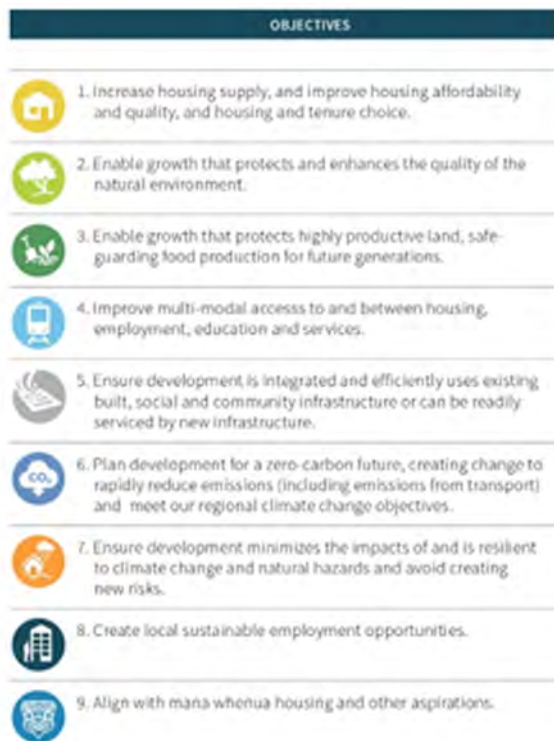 OBJECTIVES
1. Increase housing supply, and improve housing affordability
and quality, and housing and tenure choice.
2. Enable growth that protects and enhances the quality of the
natural environment.
3. Enable growth that protects highly productive land, safe-
guarding food production for future generations.
4. Improve multi-modal accesss to and between housing,
employment, education and services.
5. Ensure development is integrated and efficiently uses existing
built, social and community infrastructure or can be readily
serviced by new infrastructure.
CO₂
6. Plan development for a zero-carbon future, creating change to
rapidly reduce emissions (including emissions from transport)
and meet our regional climate change objectives.
7. Ensure development minimizes the impacts of and is resilient
to climate change and natural hazards and avoid creating
new risks.
8. Create local sustainable employment opportunities.
9. Align with mana whenua housing and other aspirations.